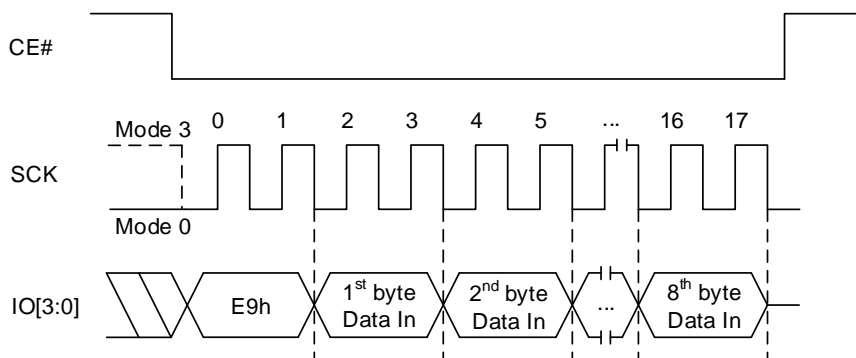 CE#
Mode 3
0 1 2 3 4 5 ... 16 17
SCK
Mode 0
IO[3:0]
E9h
1st byte
Data In
2nd byte
Data In
...
8th byte
Data In